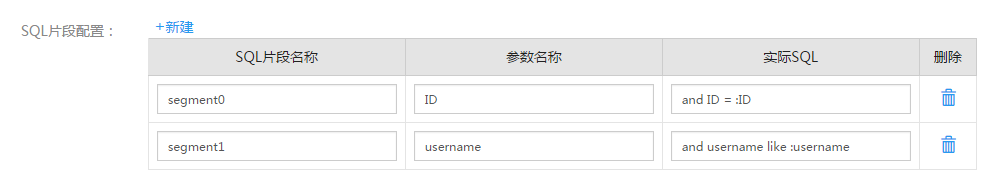 SQL片段配置： +新建
SQL片段名称 参数名称 实际SQL 删除
segment0 ID and ID = :ID
segment1 username and username like :username